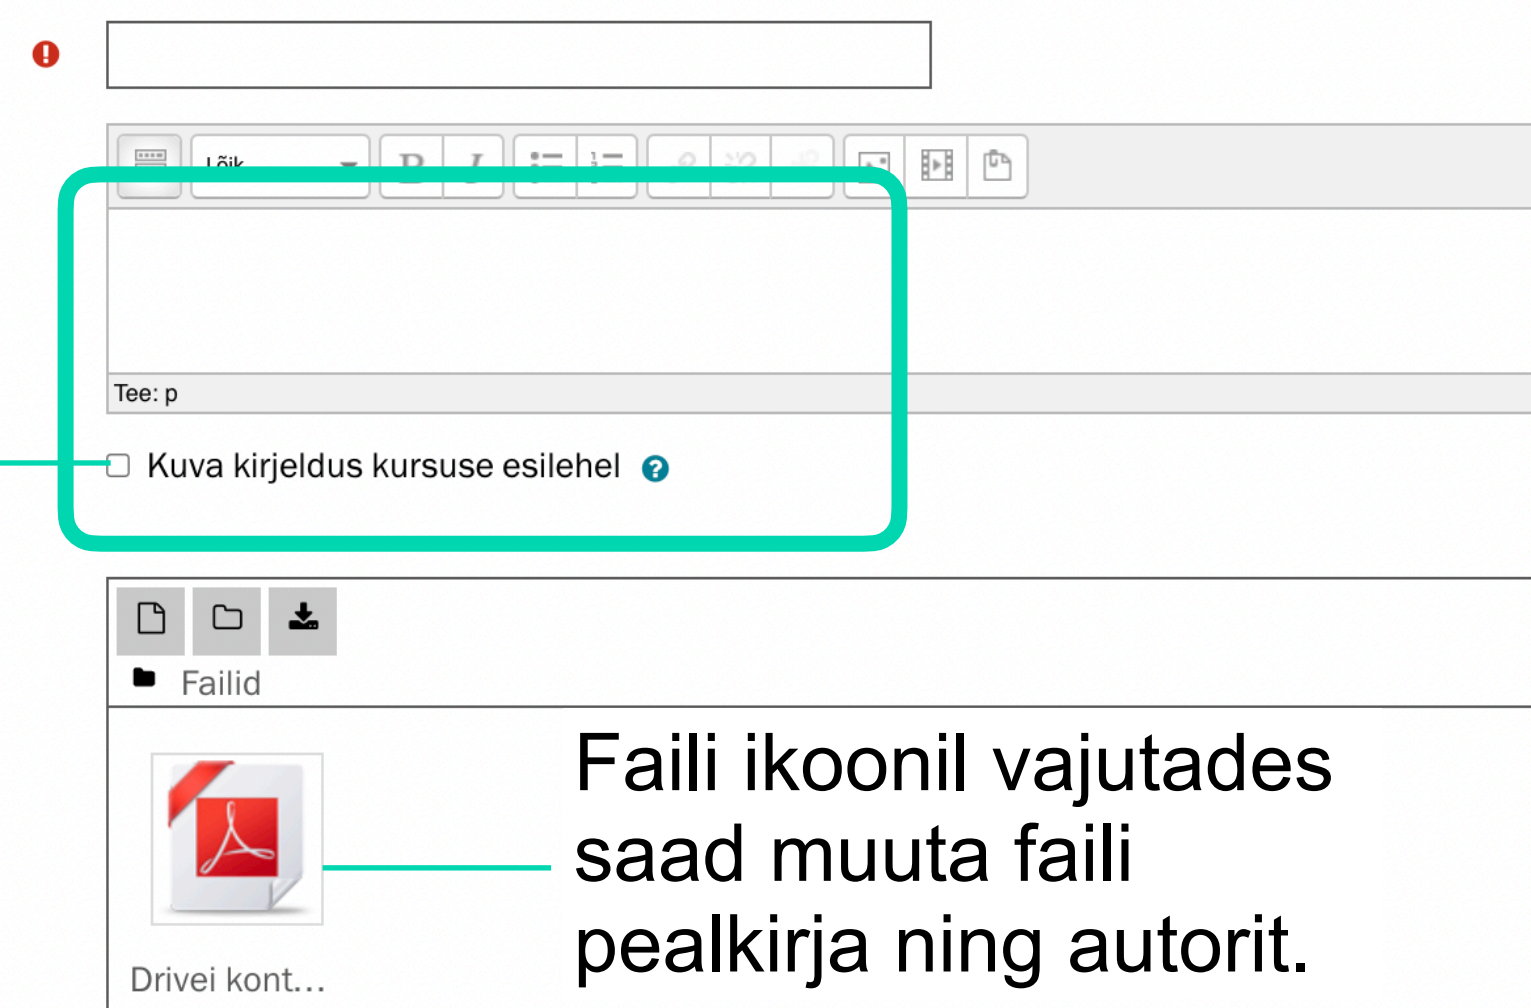 Lõik
Tee: p
Kuva kirjeldus kursuse esilehel
Failid
Faili ikoonil vajutades
saad muuta faili
pealkirja ning autorit.
Drivei kont...